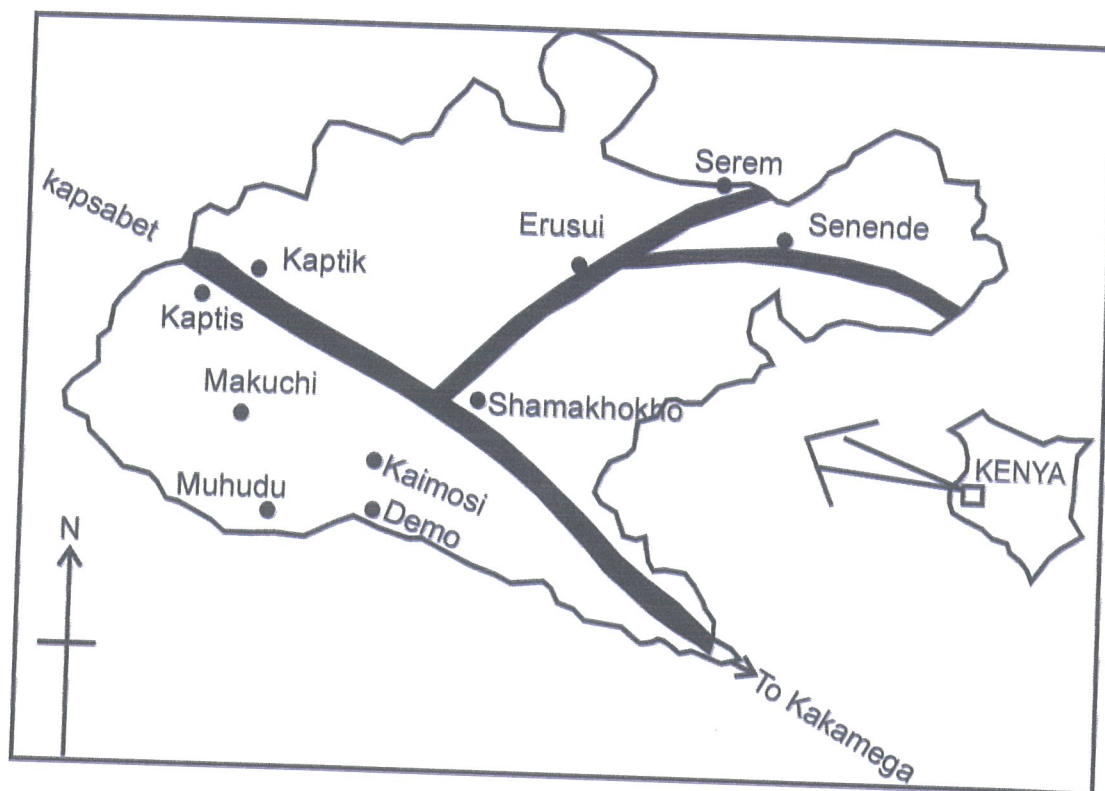 Serem
kapsabet
Erusui
Senende
Kaptik
Kaptis
Makuchi
Shamakhokho
Kaimosi
KENYA
Muhudu
Demo
N
To Kakamega